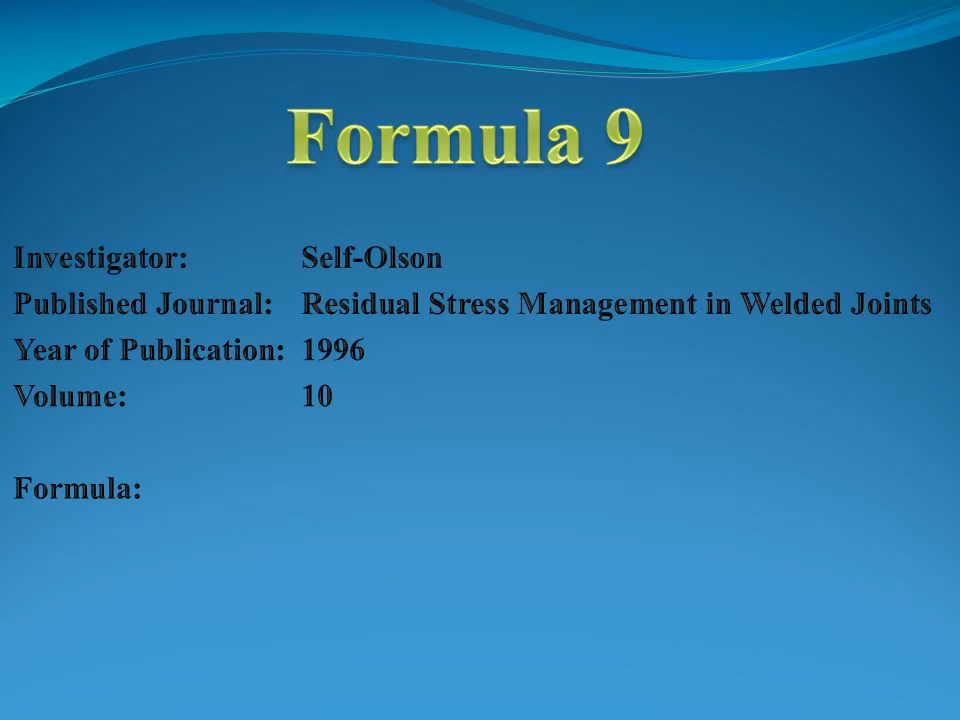 Formula 9
Investigator: Self-Olson
Published Journal: Residual Stress Management in Welded Joints
Year of Publication: 1996
Volume: 10
Formula: